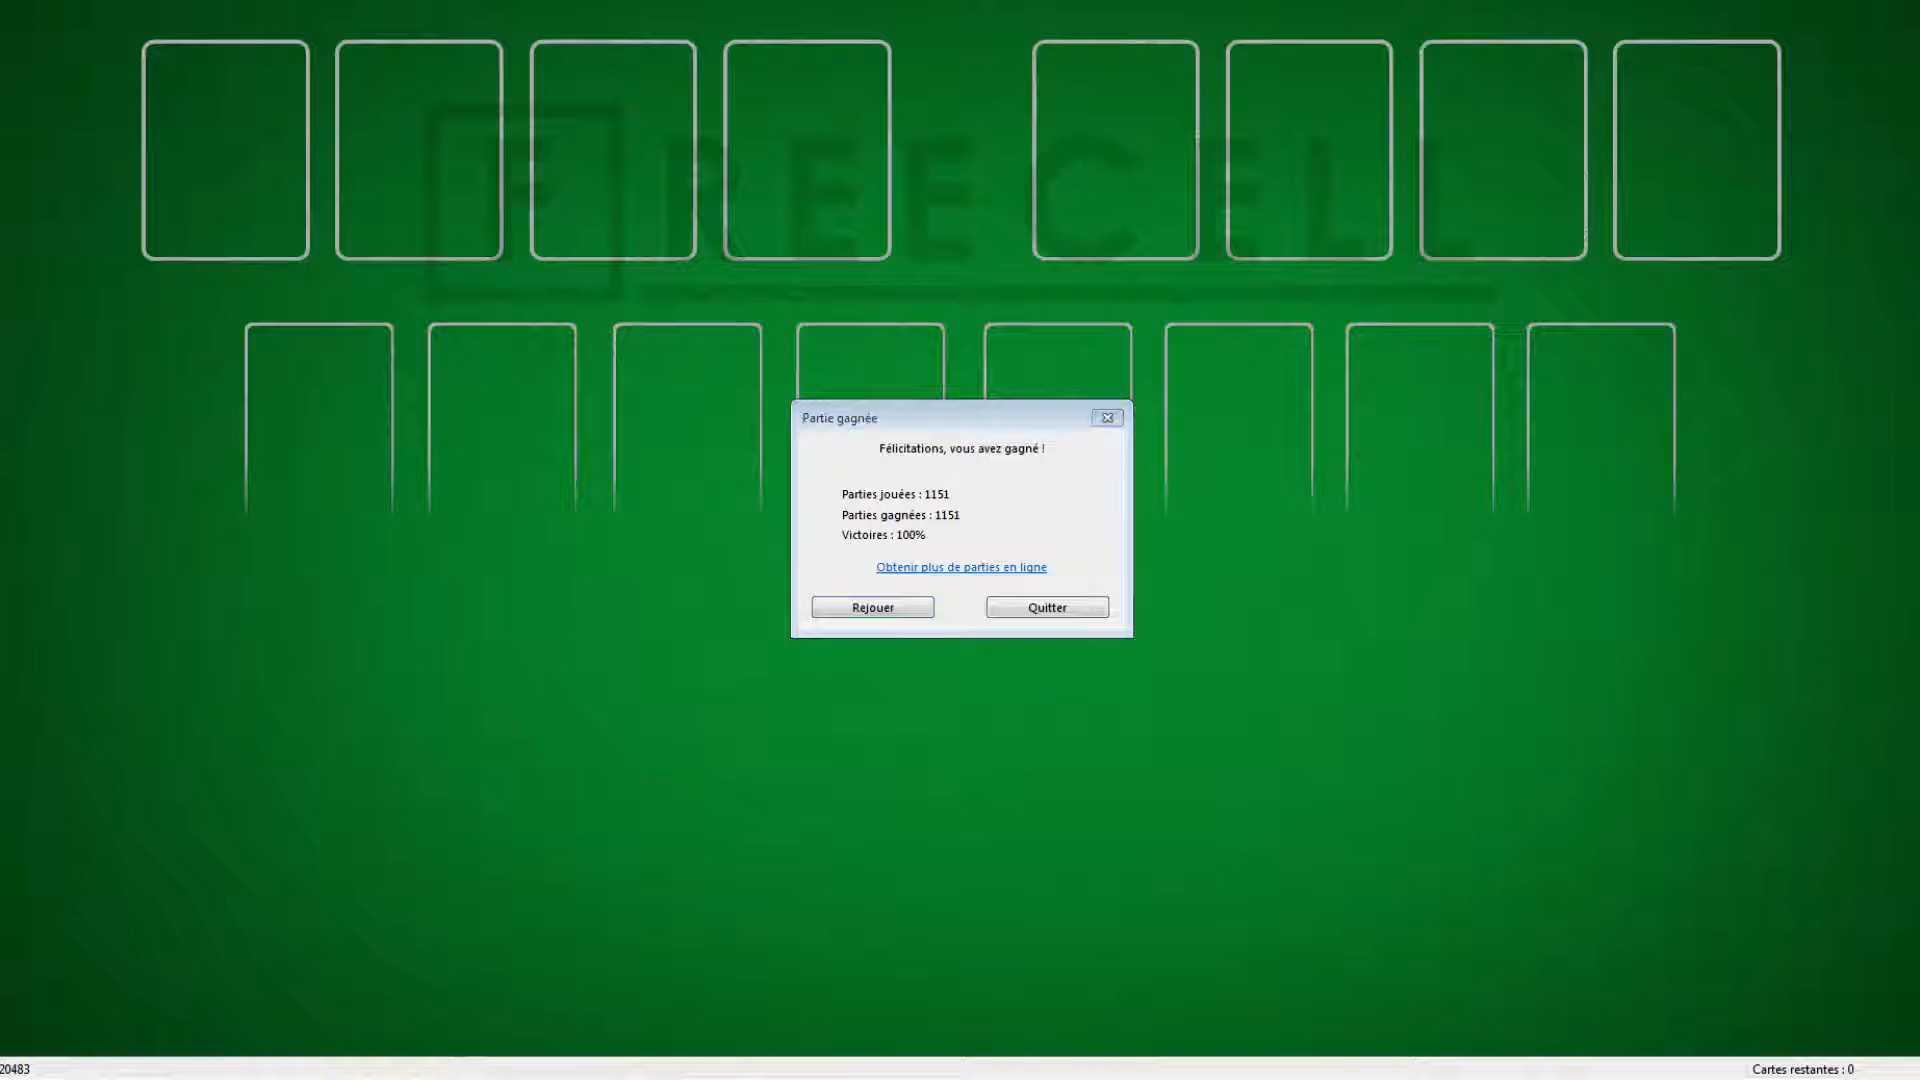 FREECELL
Partie gagnée
Félicitations, vous avez gagné !
Parties jouées : 1151
Parties gagnées : 1151
Victoires : 100%
Obtenir plus de parties en ligne
Rejouer
Quitter
20483
Cartes restantes : 0